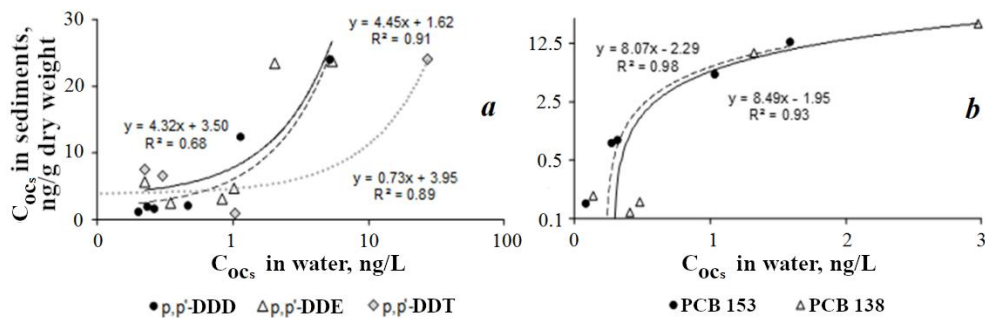 C_OCs in sediments,
ng/g dry weight
30
20
10
0
0
1
10
100
y = 4.45x + 1.62
R² = 0.91
y = 4.32x + 3.50
R² = 0.68
y = 0.73x + 3.95
R² = 0.89
a
C_OCs in water, ng/L
p,p'-DDD
p,p'-DDE
p,p'-DDT
12.5
2.5
0.5
0.1
0
1
2
3
y = 8.07x - 2.29
R² = 0.98
y = 8.49x - 1.95
R² = 0.93
b
C_OCs in water, ng/L
PCB 153
PCB 138